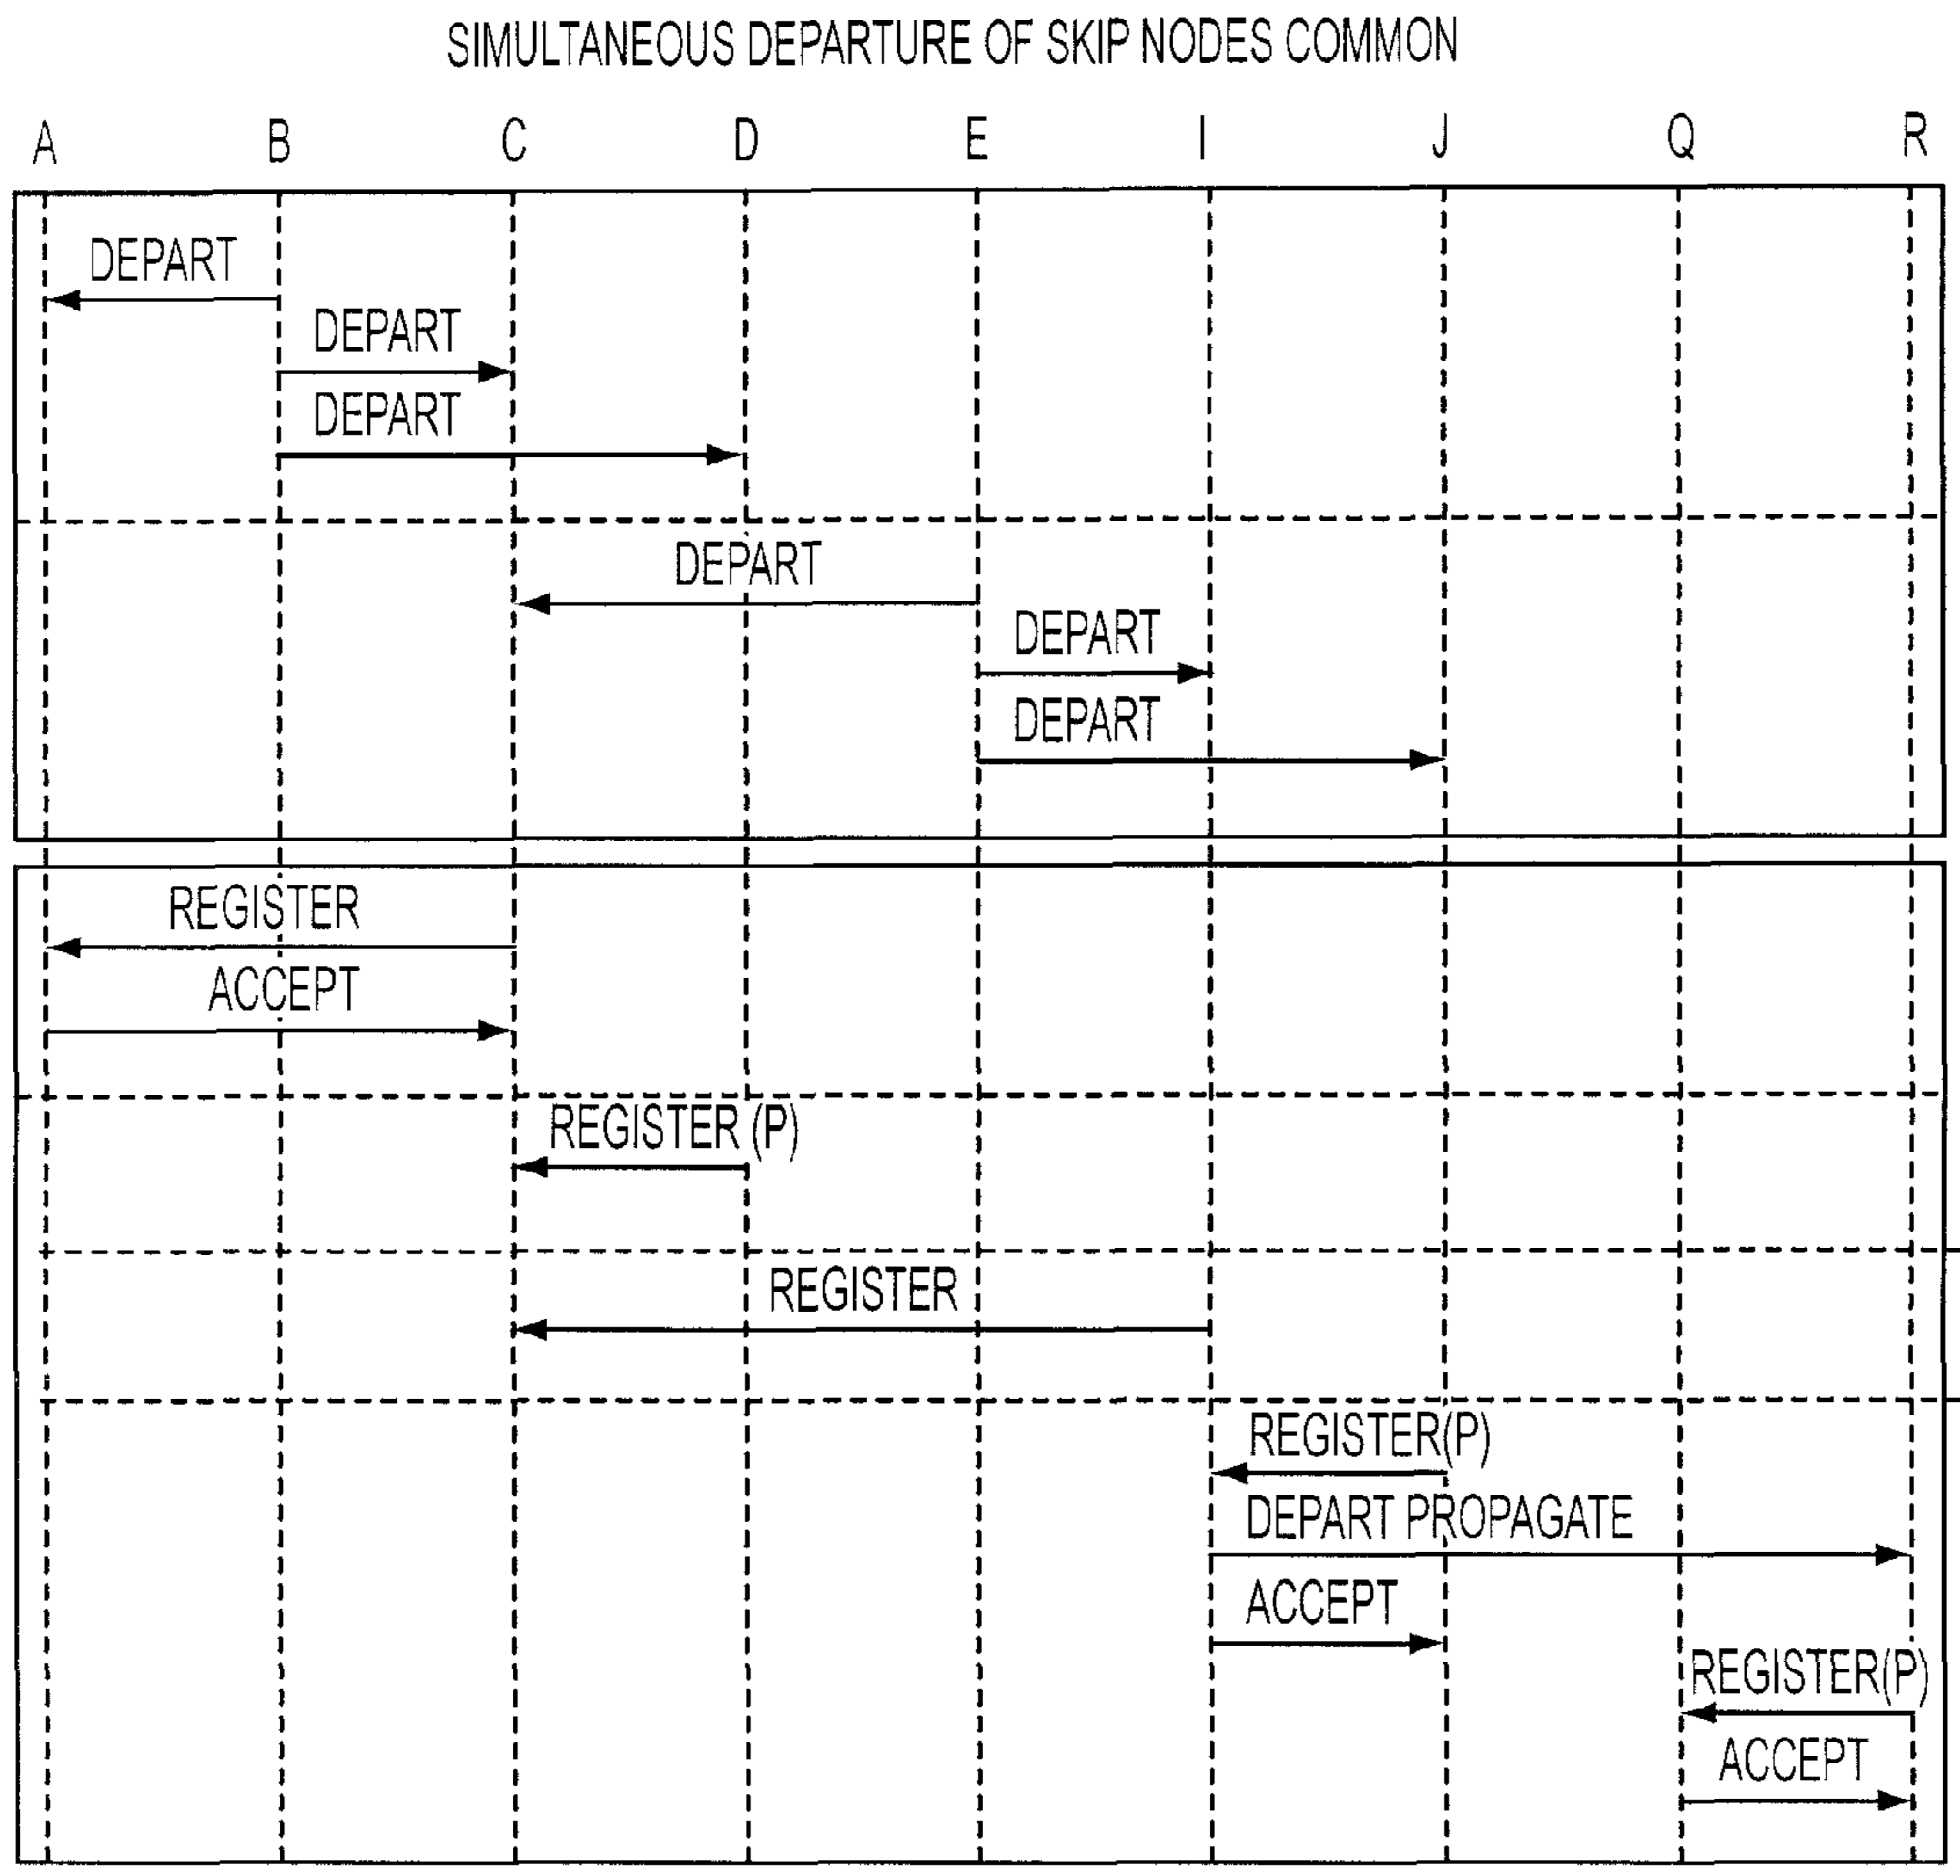 SIMULTANEOUS DEPARTURE OF SKIP NODES COMMON
A B C D E I J Q R
DEPART
DEPART
DEPART
DEPART
DEPART
DEPART
REGISTER
ACCEPT
REGISTER (P)
REGISTER
REGISTER(P)
DEPART PROPAGATE
ACCEPT
REGISTER(P)
ACCEPT